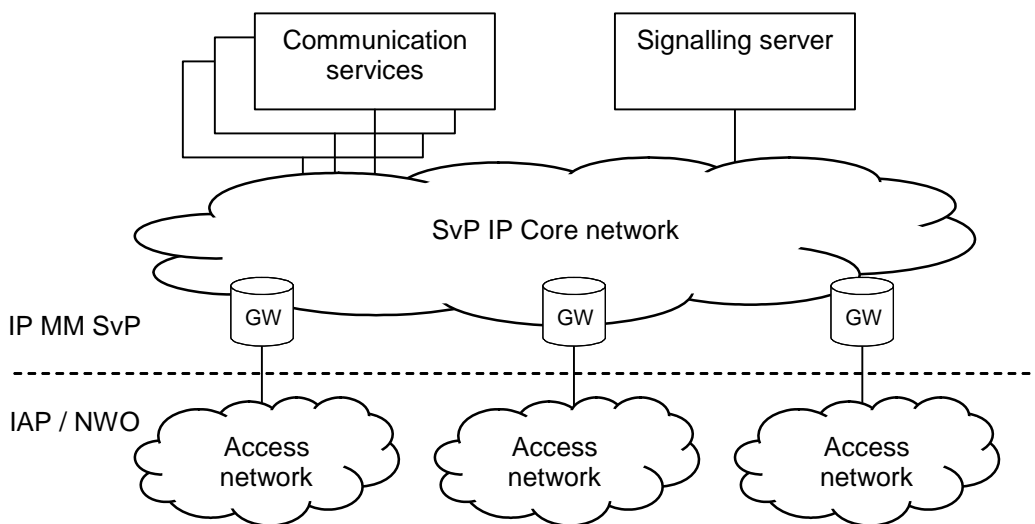 Communication
services
Signalling server
SvP IP Core network
GW
GW
GW
IP MM SvP
IAP / NWO
Access
network
Access
network
Access
network